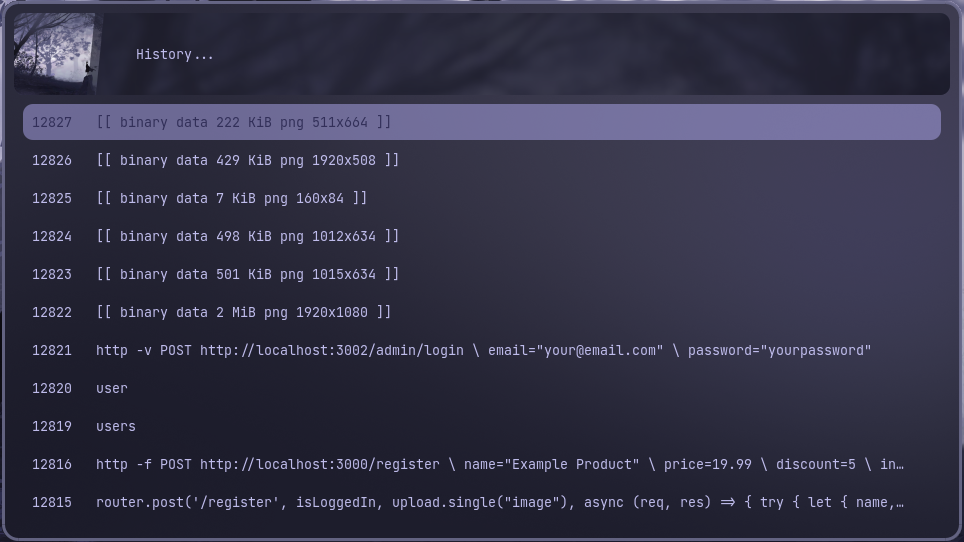 History...
12827 [[ binary data 222 KiB png 511x664 ]]
12826 [[ binary data 429 KiB png 1920x508 ]]
12825 [[ binary data 7 KiB png 160x84 ]]
12824 [[ binary data 498 KiB png 1012x634 ]]
12823 [[ binary data 501 KiB png 1015x634 ]]
12822 [[ binary data 2 MiB png 1920x1080 ]]
12821 http -v POST http://localhost:3002/admin/login \ email="your@email.com" \ password="yourpassword"
12820 user
12819 users
12816 http -f POST http://localhost:3000/register \ name="Example Product" \ price=19.99 \ discount=5 \ in…
12815 router.post('/register', isLoggedIn, upload.single("image"), async (req, res) => { try { let { name,…